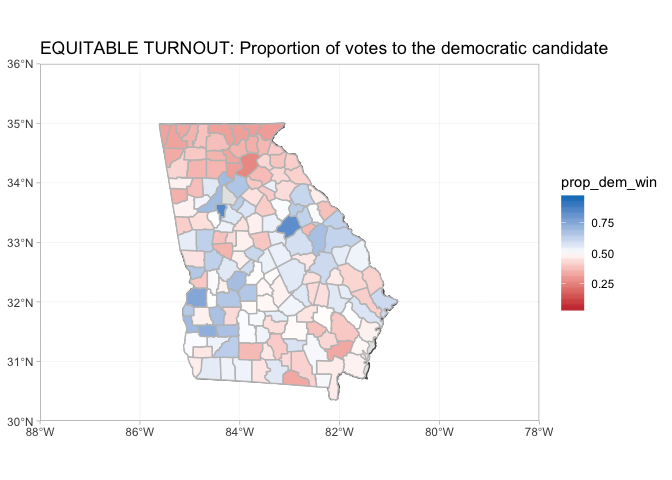 EQUITABLE TURNOUT: Proportion of votes to the democratic candidate
36°N
35°N
34°N
33°N
32°N
31°N
30°N
88°W
86°W
84°W
82°W
80°W
78°W
prop_dem_win
0.75
0.50
0.25